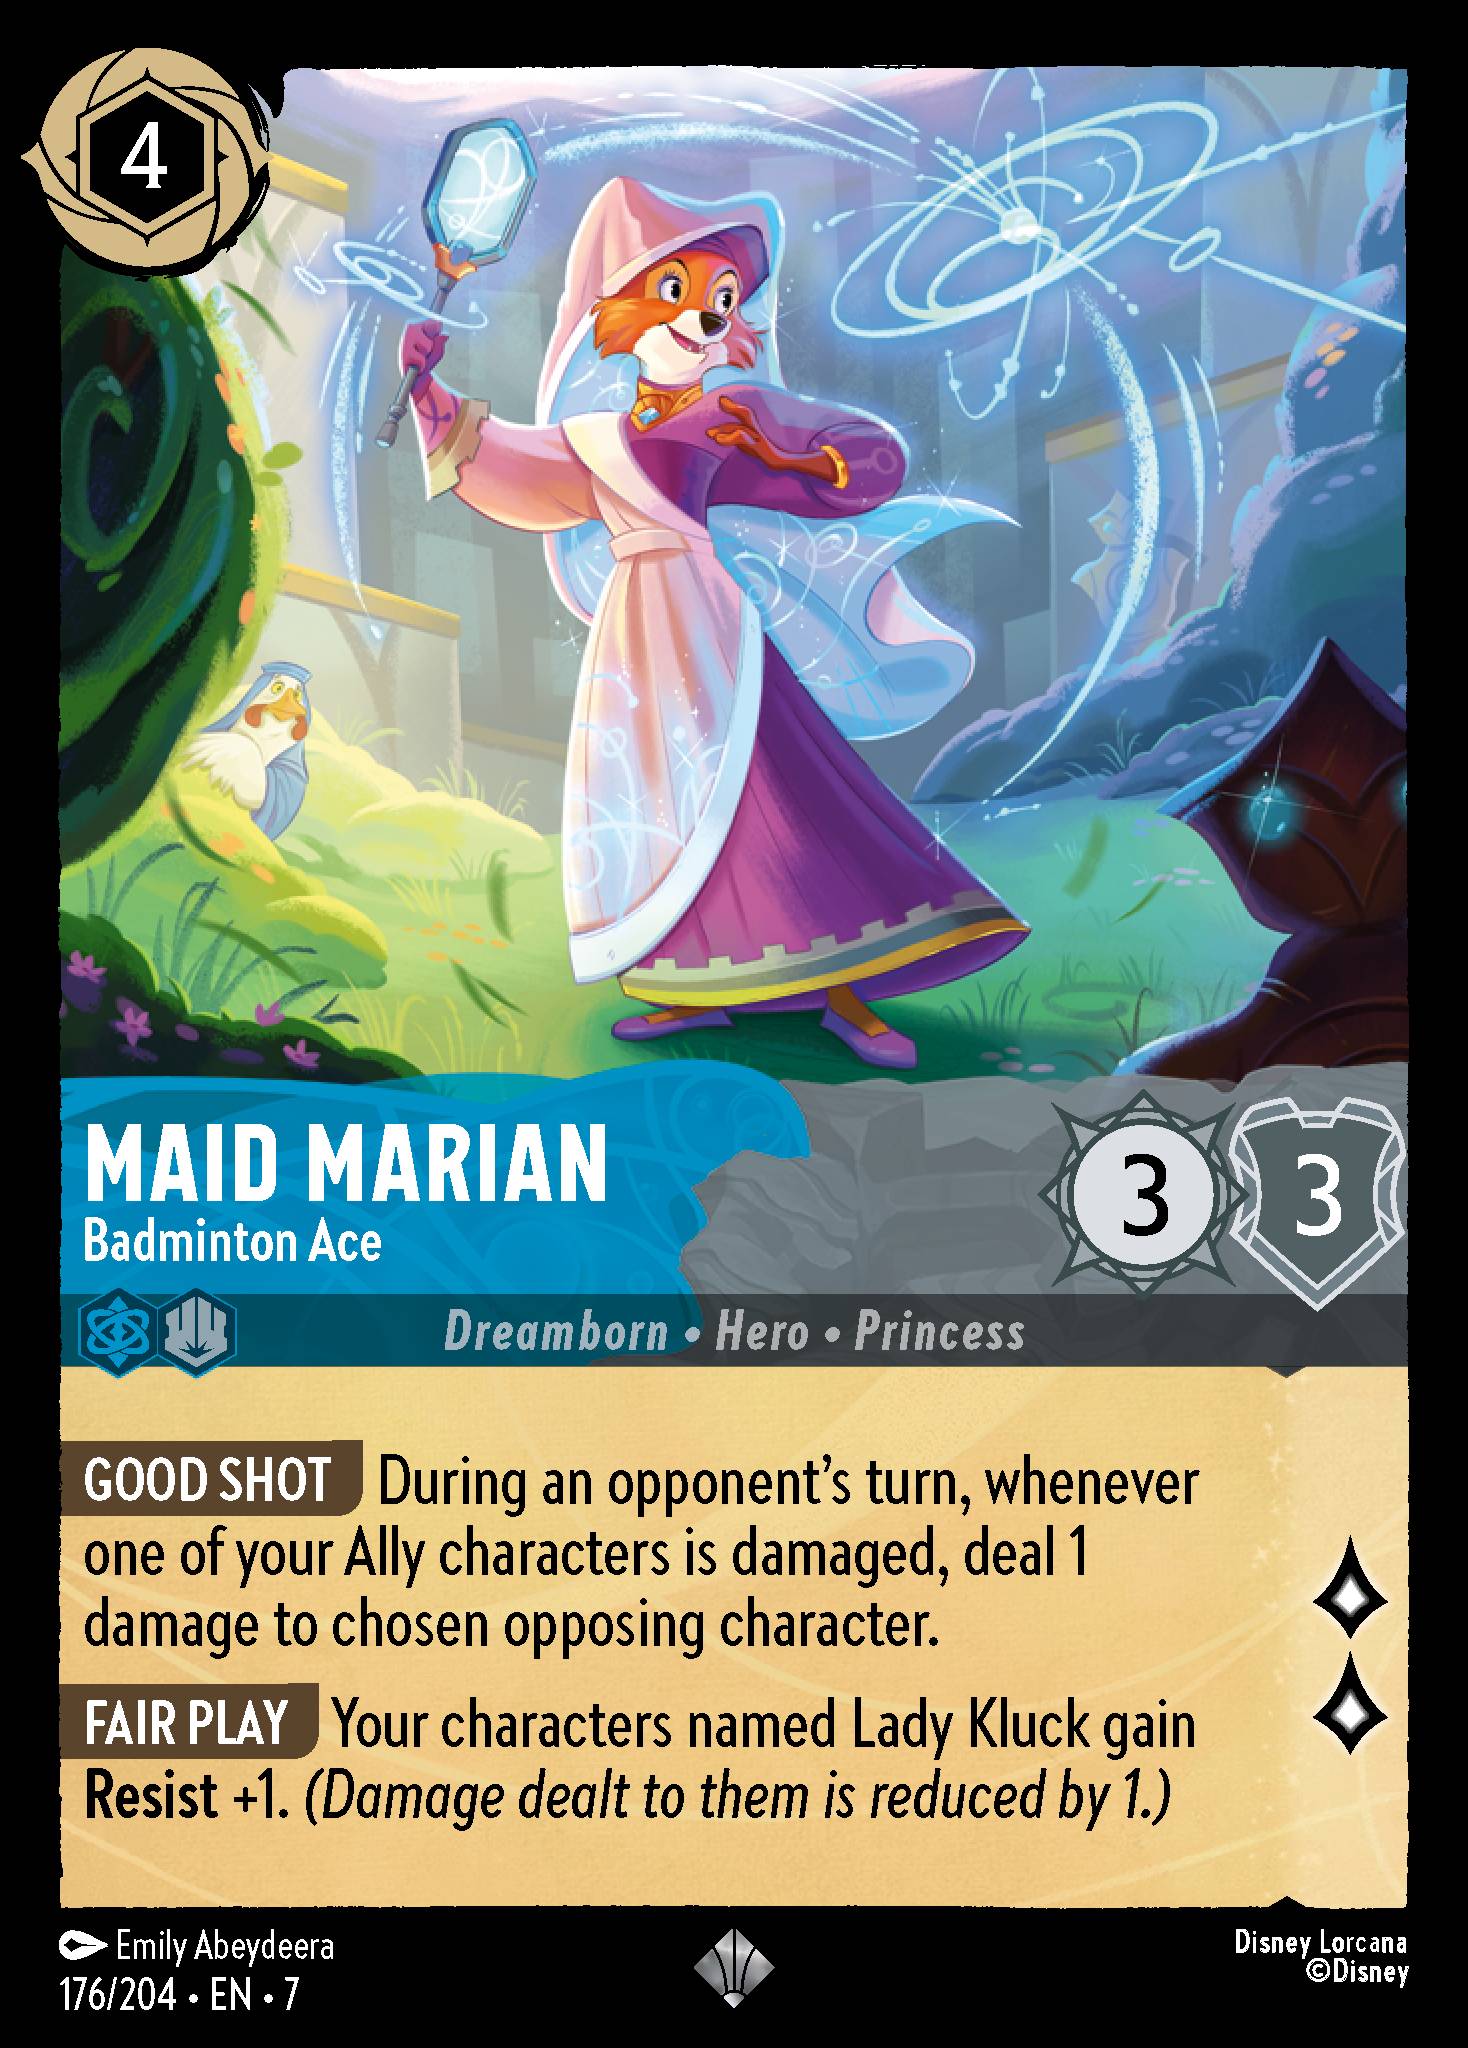 4
MAID MARIAN
Badminton Ace
3
3
Dreamborn • Hero • Princess
GOOD SHOT During an opponent's turn, whenever
one of your Ally characters is damaged, deal 1
damage to chosen opposing character.
FAIR PLAY Your characters named Lady Kluck gain
Resist +1. (Damage dealt to them is reduced by 1.)
Emily Abeydeera
176/204 • EN • 7
Disney Lorcana
©Disney